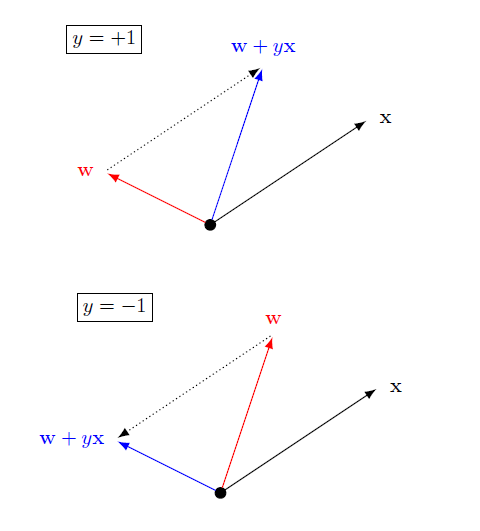 y = +1
w + yx
x
w
y = −1
w
x
w + yx